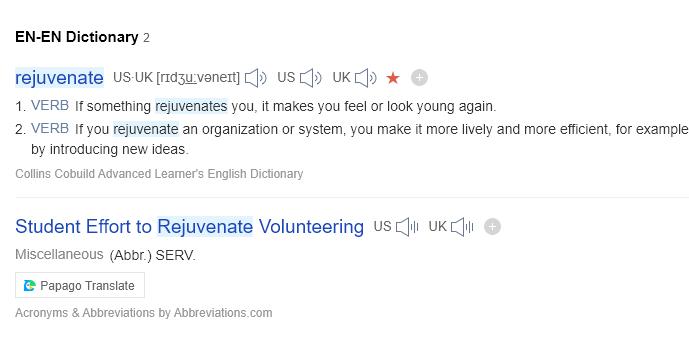 EN-EN Dictionary 2
rejuvenate US·UK [rɪdʒu:vəneɪt] US UK
1. VERB If something rejuvenates you, it makes you feel or look young again.
2. VERB If you rejuvenate an organization or system, you make it more lively and more efficient, for example
by introducing new ideas.
Collins Cobuild Advanced Learner's English Dictionary
Student Effort to Rejuvenate Volunteering US UK
Miscellaneous (Abbr.) SERV.
Papago Translate
Acronyms & Abbreviations by Abbreviations.com